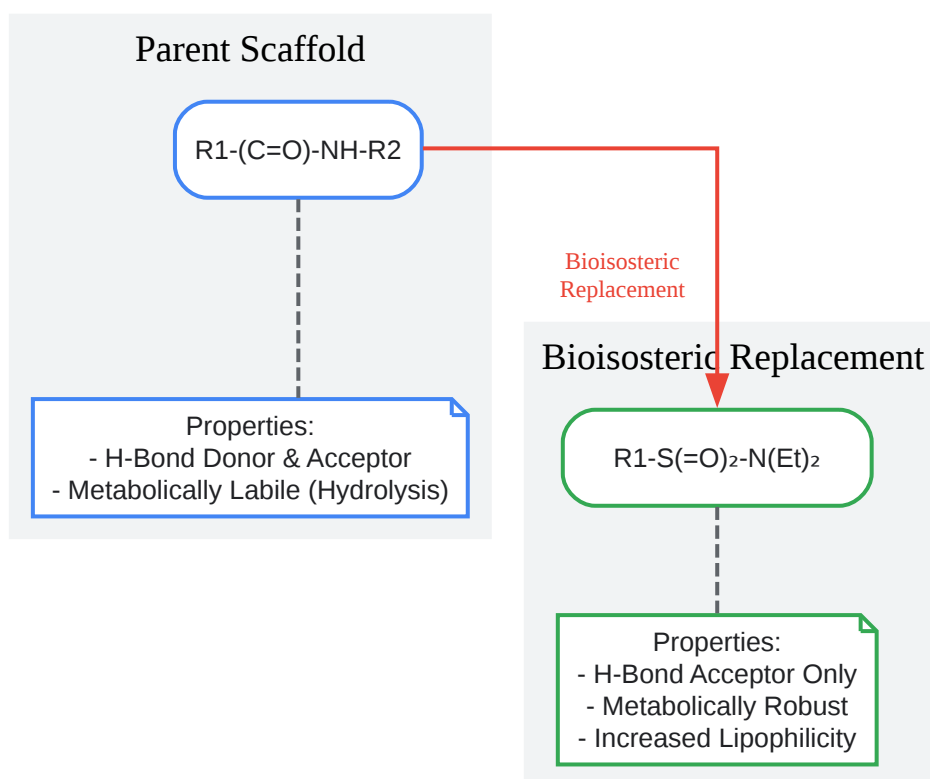 Parent Scaffold
R1-(C=O)-NH-R2
Properties:
- H-Bond Donor & Acceptor
- Metabolically Labile (Hydrolysis)
Bioisosteric
Replacement
Bioisosteric Replacement
R1-S(=O)₂-N(Et)₂
Properties:
- H-Bond Acceptor Only
- Metabolically Robust
- Increased Lipophilicity